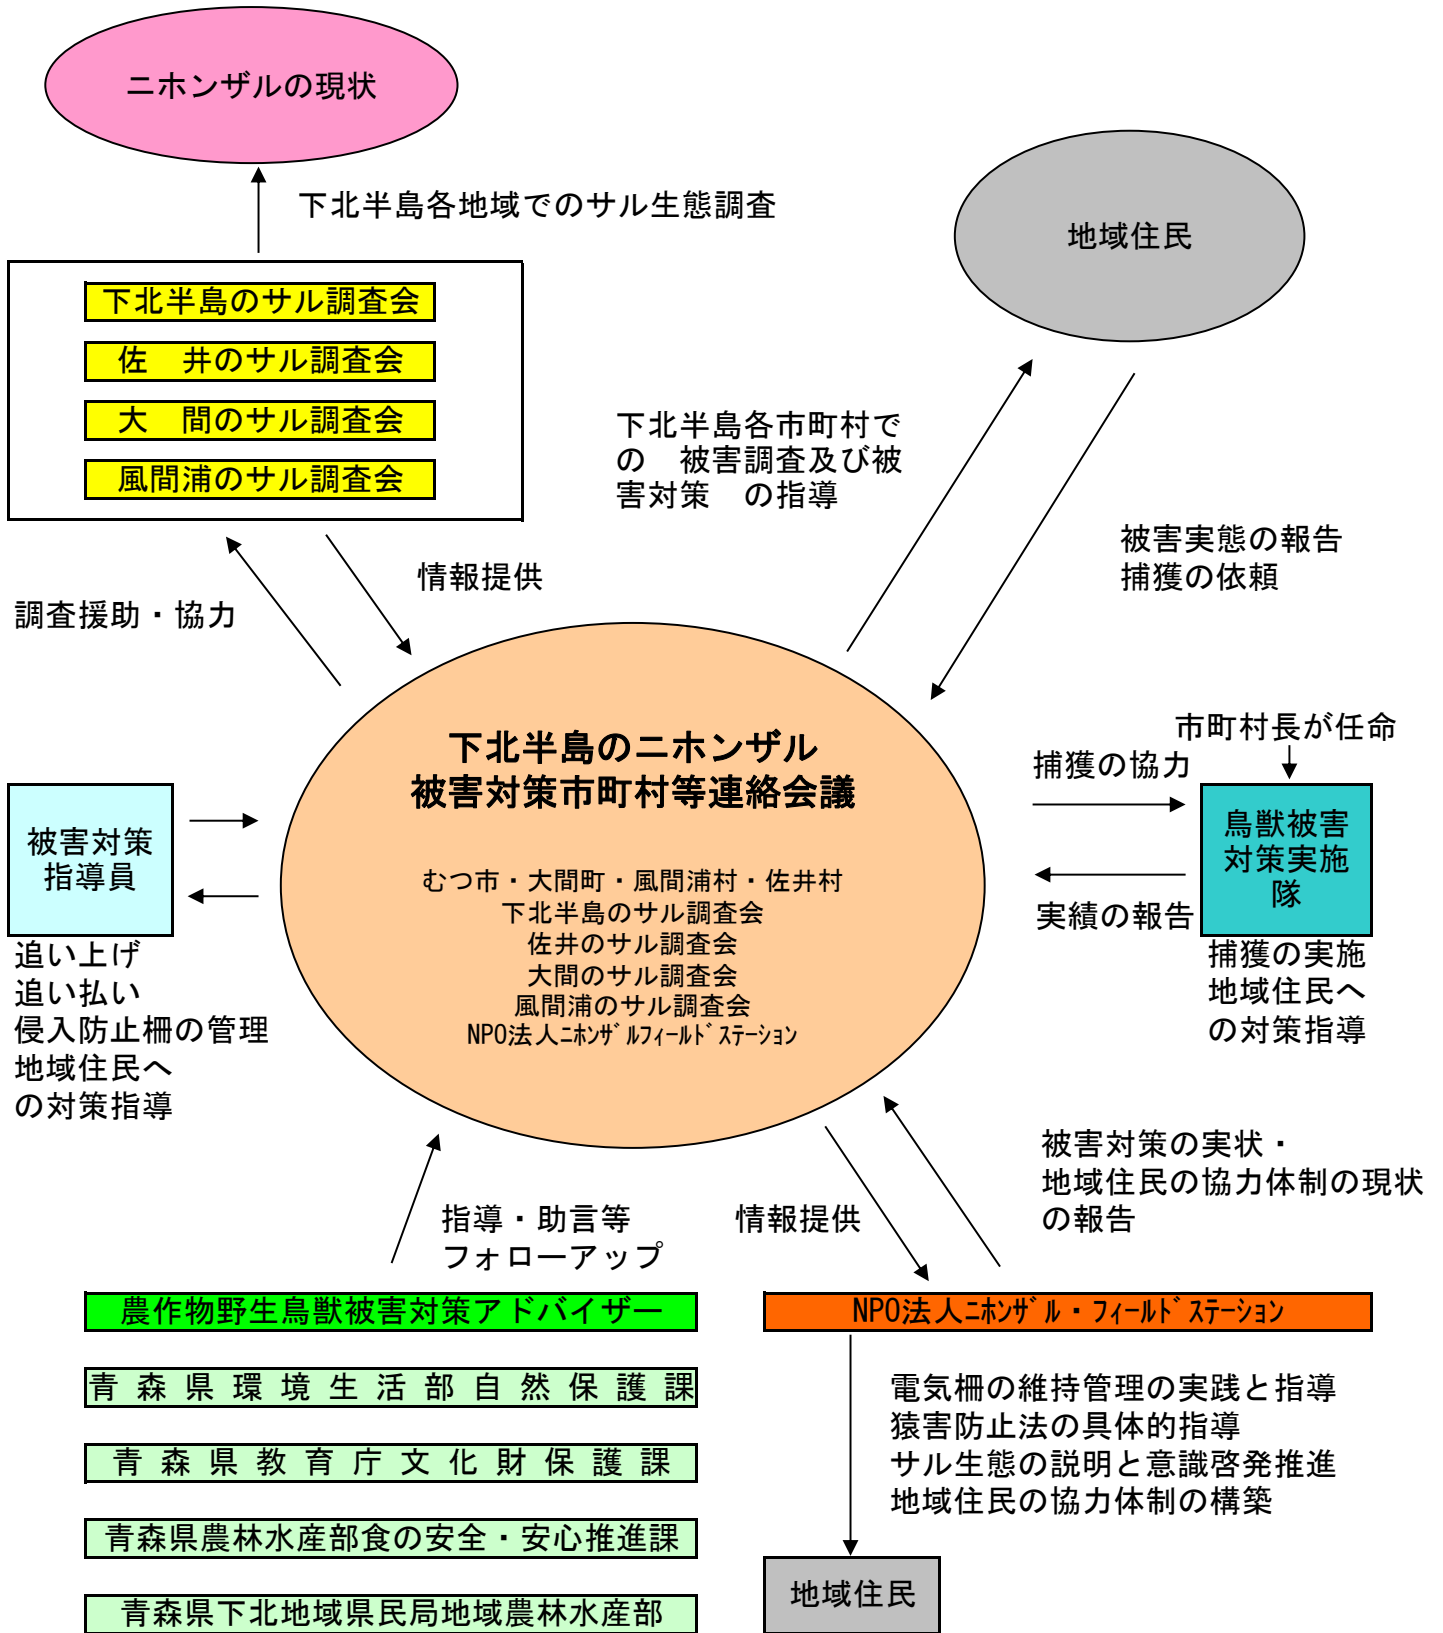 ニホンザルの現状
下北半島各地域でのサル生態調査
地域住民
下北半島のサル調査会
佐　井のサル調査会
大　間のサル調査会
風間浦のサル調査会
下北半島各市町村で
の　被害調査及び被
害対策　の指導
被害実態の報告
捕獲の依頼
情報提供
調査援助・協力
下北半島のニホンザル
被害対策市町村等連絡会議
むつ市・大間町・風間浦村・佐井村
下北半島のサル調査会
佐井のサル調査会
大間のサル調査会
風間浦のサル調査会
NPO法人ﾆﾎﾝｻﾞﾙフィールﾄﾞｽﾃｰｼｮﾝ
市町村長が任命
捕獲の協力
鳥獣被害
対策実施
隊
実績の報告
捕獲の実施
地域住民へ
の対策指導
被害対策
指導員
追い上げ
追い払い
侵入防止柵の管理
地域住民へ
の対策指導
指導・助言等
フォローアップ
情報提供
被害対策の実状・
地域住民の協力体制の現状
の報告
農作物野生鳥獣被害対策アドバイザー
青森県環境生活部自然保護課
青森県教育庁文化財保護課
青森県農林水産部食の安全・安心推進課
青森県下北地域県民局地域農林水産部
NPO法人ﾆﾎﾝｻﾞﾙ・ﾌｨｰﾙﾄﾞｽﾃｰｼｮﾝ
電気柵の維持管理の実践と指導
猿害防止法の具体的指導
サル生態の説明と意識啓発推進
地域住民の協力体制の構築
地域住民